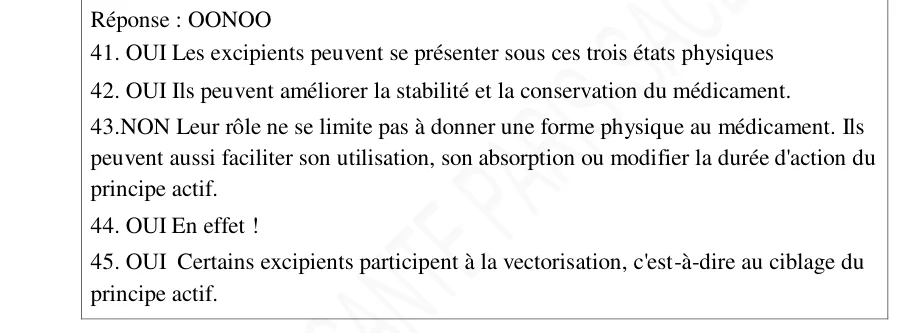 Réponse : OONOO
41. OUI Les excipients peuvent se présenter sous ces trois états physiques
42. OUI Ils peuvent améliorer la stabilité et la conservation du médicament.
43.NON Leur rôle ne se limite pas à donner une forme physique au médicament. Ils
peuvent aussi faciliter son utilisation, son absorption ou modifier la durée d'action du
principe actif.
44. OUI En effet !
45. OUI Certains excipients participent à la vectorisation, c'est-à-dire au ciblage du
principe actif.